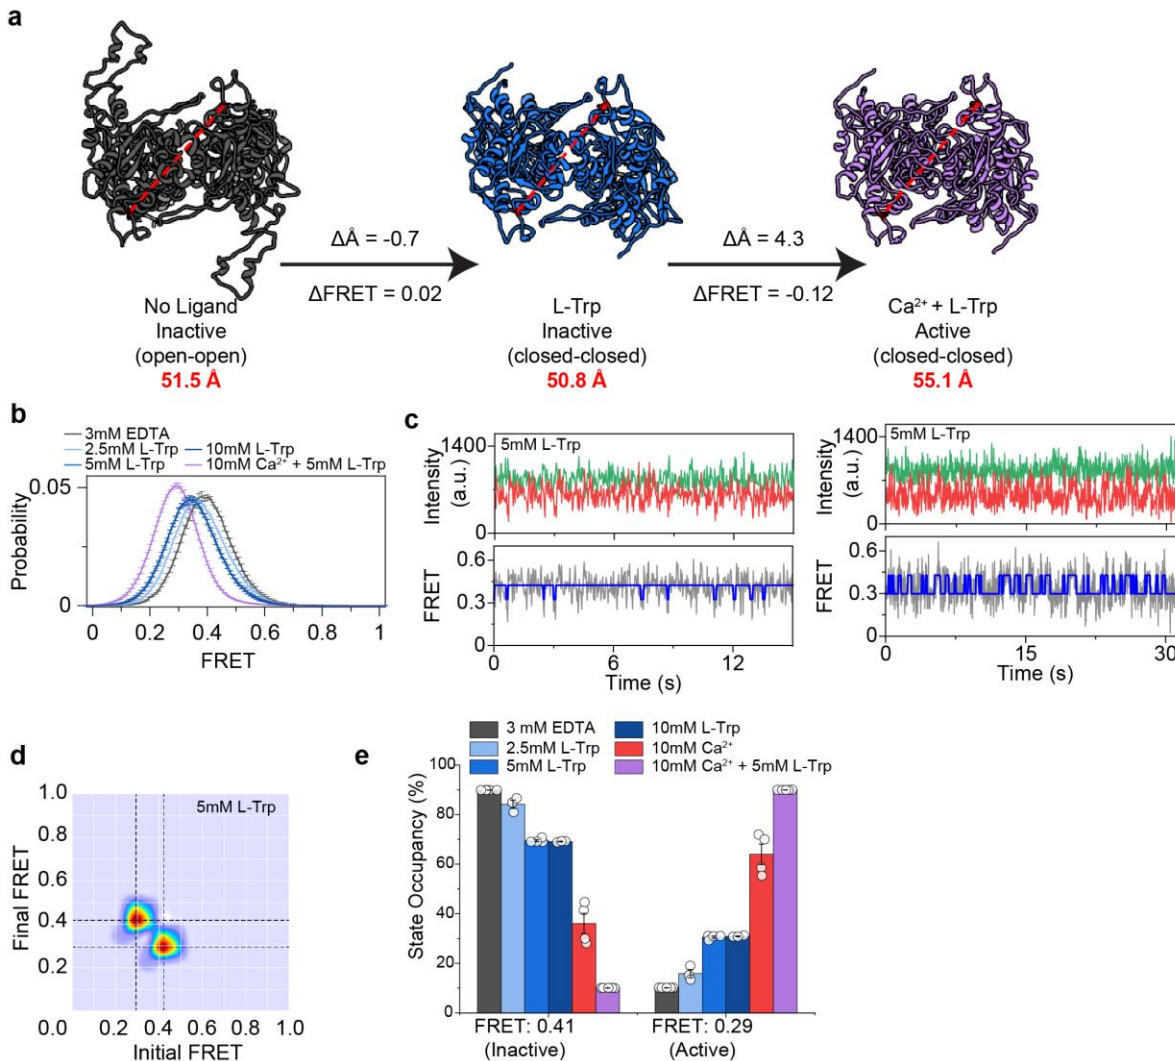 a
ΔÅ = -0.7
ΔFRET = 0.02
ΔÅ = 4.3
ΔFRET = -0.12
No Ligand
Inactive
(open-open)
51.5 Å
L-Trp
Inactive
(closed-closed)
50.8 Å
Ca²⁺ + L-Trp
Active
(closed-closed)
55.1 Å
b
3mM EDTA
2.5mM L-Trp
10mM L-Trp
5mM L-Trp
10mM Ca²⁺ + 5mM L-Trp
0.05
0
Probability
0
0.2
0.4
0.6
0.8
1
FRET
c
5mM L-Trp
1400
0
Intensity
(a.u.)
0.6
0.3
0
FRET
0
6
12
Time (s)
5mM L-Trp
1400
0
Intensity
(a.u.)
0.6
0.3
0
FRET
0
15
30
Time (s)
d
5mM L-Trp
1.0
0.8
0.6
0.4
0.2
Final FRET
0.0
0.2
0.4
0.6
0.8
1.0
Initial FRET
e
3 mM EDTA
2.5mM L-Trp
5mM L-Trp
10mM L-Trp
10mM Ca²⁺
10mM Ca²⁺ + 5mM L-Trp
100
80
60
40
20
0
State Occupancy (%)
FRET: 0.41
(Inactive)
FRET: 0.29
(Active)